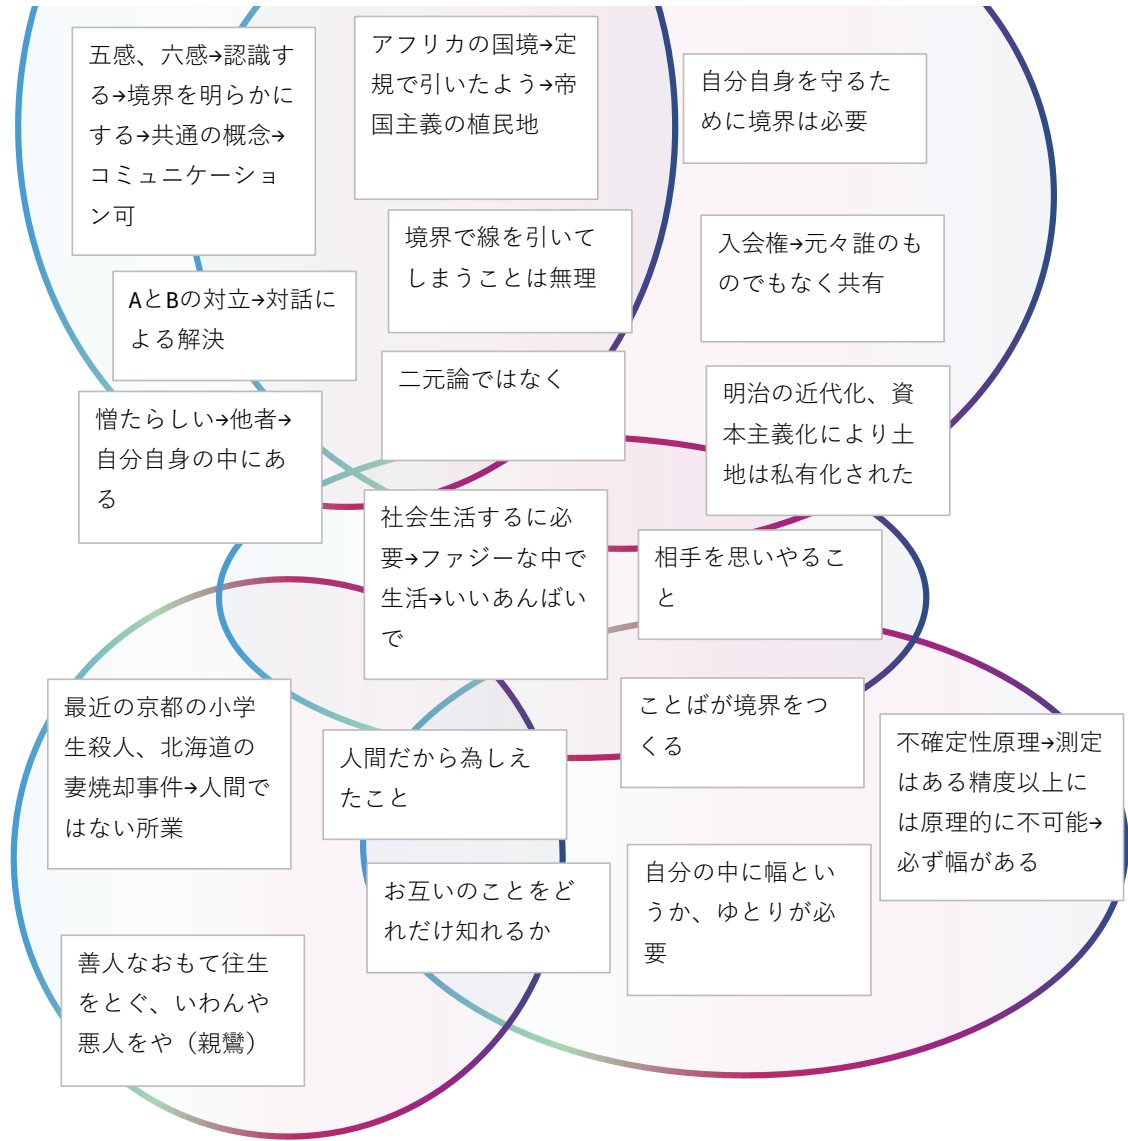 五感、六感→認識す
る→境界を明らかに
する→共通の概念→
コミュニケーショ
ン可
アフリカの国境→定
規で引いたよう→帝
国主義の植民地
自分自身を守るた
めに境界は必要
境界で線を引いて
しまうことは無理
入会権→元々誰のも
のでもなく共有
AとBの対立→対話に
よる解決
二元論ではなく
明治の近代化、資
本主義化により土
地は私有化された
憎たらしい→他者→
自分自身の中にあ
る
社会生活するに必
要→ファジーな中で
生活→いいあんばい
で
相手を思いやるこ
と
最近の京都の小学
生殺人、北海道の
妻焼却事件→人間で
はない所業
人間だから為しえ
たこと
ことばが境界をつ
くる
不確定性原理→測定
はある精度以上に
は原理的に不可能→
必ず幅がある
お互いのことをど
れだけ知れるか
自分の中に幅とい
うか、ゆとりが必
要
善人なおもて往生
をとぐ、いわんや
悪人をや（親鸞）